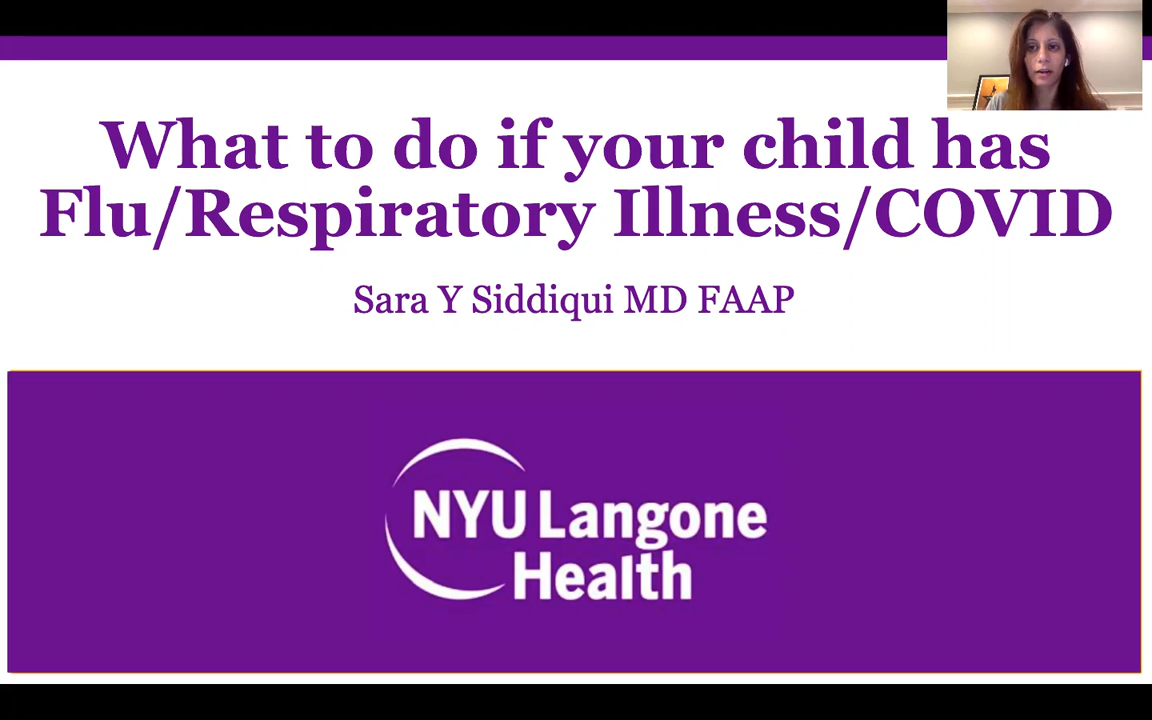 What to do if your child has
Flu/Respiratory Illness/COVID
Sara Y Siddiqui MD FAAP
NYU Langone
Health